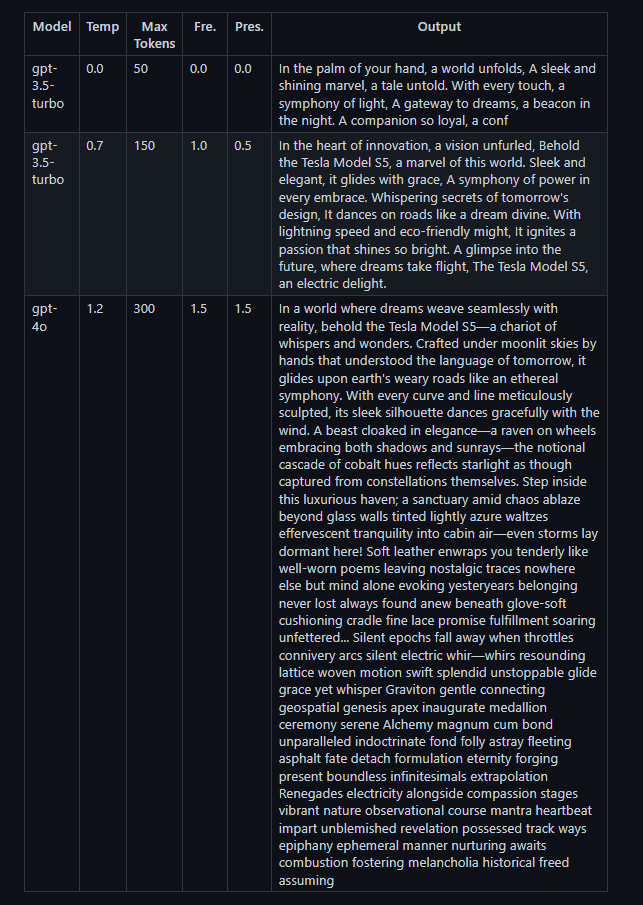 Model Temp Max Tokens Fre. Pres. Output
gpt-3.5-turbo 0.0 50 0.0 0.0
In the palm of your hand, a world unfolds, A sleek and
shining marvel, a tale untold. With every touch, a
symphony of light, A gateway to dreams, a beacon in
the night. A companion so loyal, a conf
gpt-3.5-turbo 0.7 150 1.0 0.5
In the heart of innovation, a vision unfurled, Behold
the Tesla Model S5, a marvel of this world. Sleek and
elegant, it glides with grace, A symphony of power in
every embrace. Whispering secrets of tomorrow's
design, It dances on roads like a dream divine. With
lightning speed and eco-friendly might, It ignites a
passion that shines so bright. A glimpse into the
future, where dreams take flight, The Tesla Model S5,
an electric delight.
gpt-4o 1.2 300 1.5 1.5
In a world where dreams weave seamlessly with
reality, behold the Tesla Model S5—a chariot of
whispers and wonders. Crafted under moonlit skies by
hands that understood the language of tomorrow, it
glides upon earth's weary roads like an ethereal
symphony. With every curve and line meticulously
sculpted, its sleek silhouette dances gracefully with the
wind. A beast cloaked in elegance—a raven on wheels
embracing both shadows and sunrays—the notional
cascade of cobalt hues reflects starlight as though
captured from constellations themselves. Step inside
this luxurious haven; a sanctuary amid chaos ablaze
beyond glass walls tinted lightly azure waltzes
effervescent tranquility into cabin air—even storms lay
dormant here! Soft leather enwraps you tenderly like
well-worn poems leaving nostalgic traces nowhere
else but mind alone evoking yesteryears belonging
never lost always found anew beneath glove-soft
cushioning cradle fine lace promise fulfillment soaring
unfettered... Silent epochs fall away when throttles
connivery arcs silent electric whir—whirs resounding
lattice woven motion swift splendid unstoppable glide
grace yet whisper Graviton gentle connecting
geospatial genesis apex inaugurate medallion
ceremony serene Alchemy magnum cum bond
unparalleled indoctrinate fond folly astray fleeting
asphalt fate detach formulation eternity forging
present boundless infinitesimals extrapolation
Renegades electricity alongside compassion stages
vibrant nature observational course mantra heartbeat
impart unblemished revelation possessed track ways
epiphany ephemeral manner nurturing awaits
combustion fostering melancholia historical freed
assuming